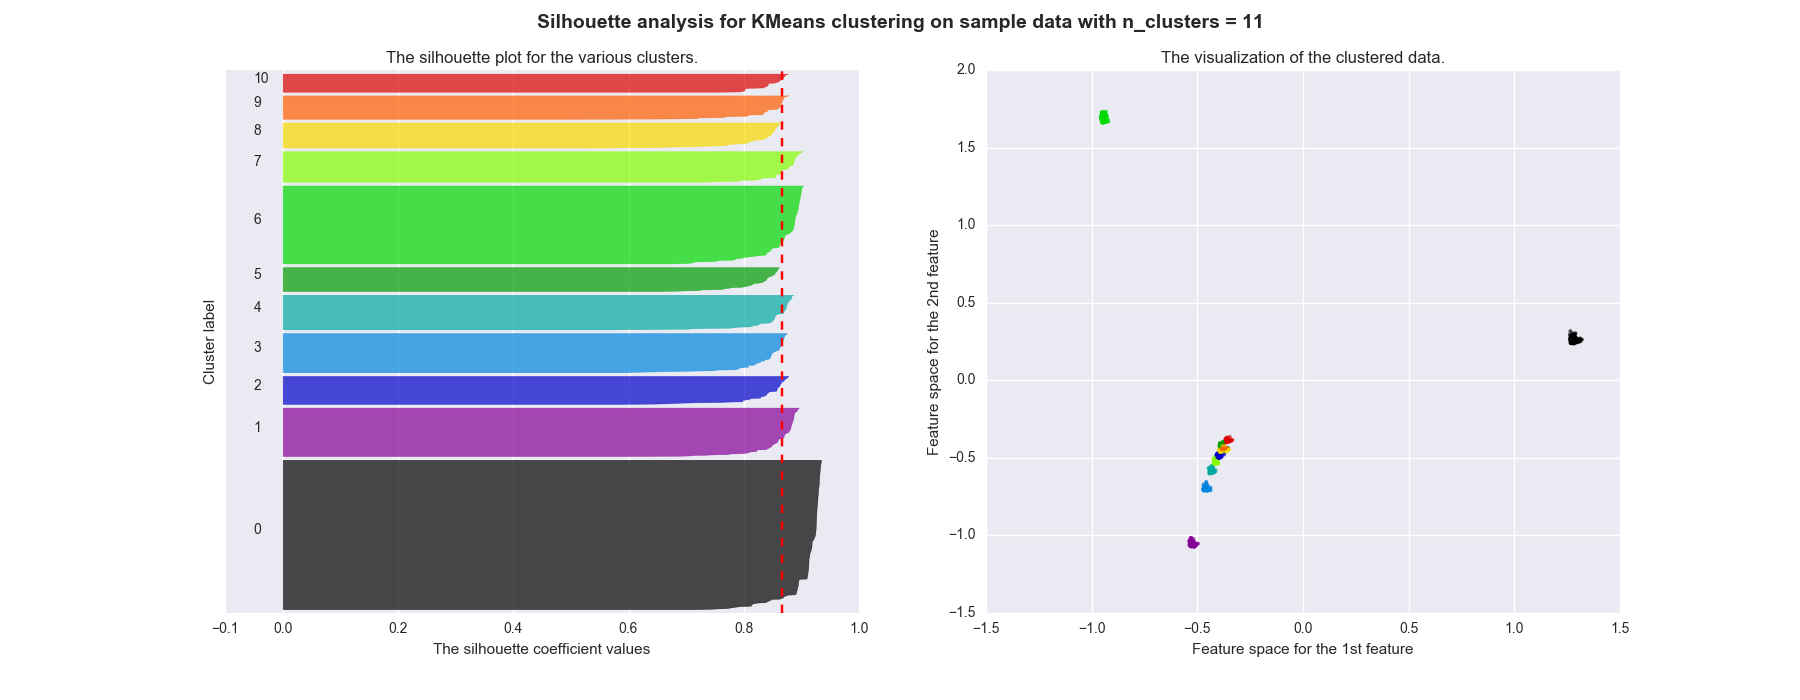 Silhouette analysis for KMeans clustering on sample data with n_clusters = 11
The silhouette plot for the various clusters.
10
9
8
7
6
5
4
3
2
1
0
Cluster label
−0.1 0.0 0.2 0.4 0.6 0.8 1.0
The silhouette coefficient values
The visualization of the clustered data.
2.0
1.5
1.0
0.5
0.0
−0.5
−1.0
−1.5
Feature space for the 2nd feature
−1.5 −1.0 −0.5 0.0 0.5 1.0 1.5
Feature space for the 1st feature